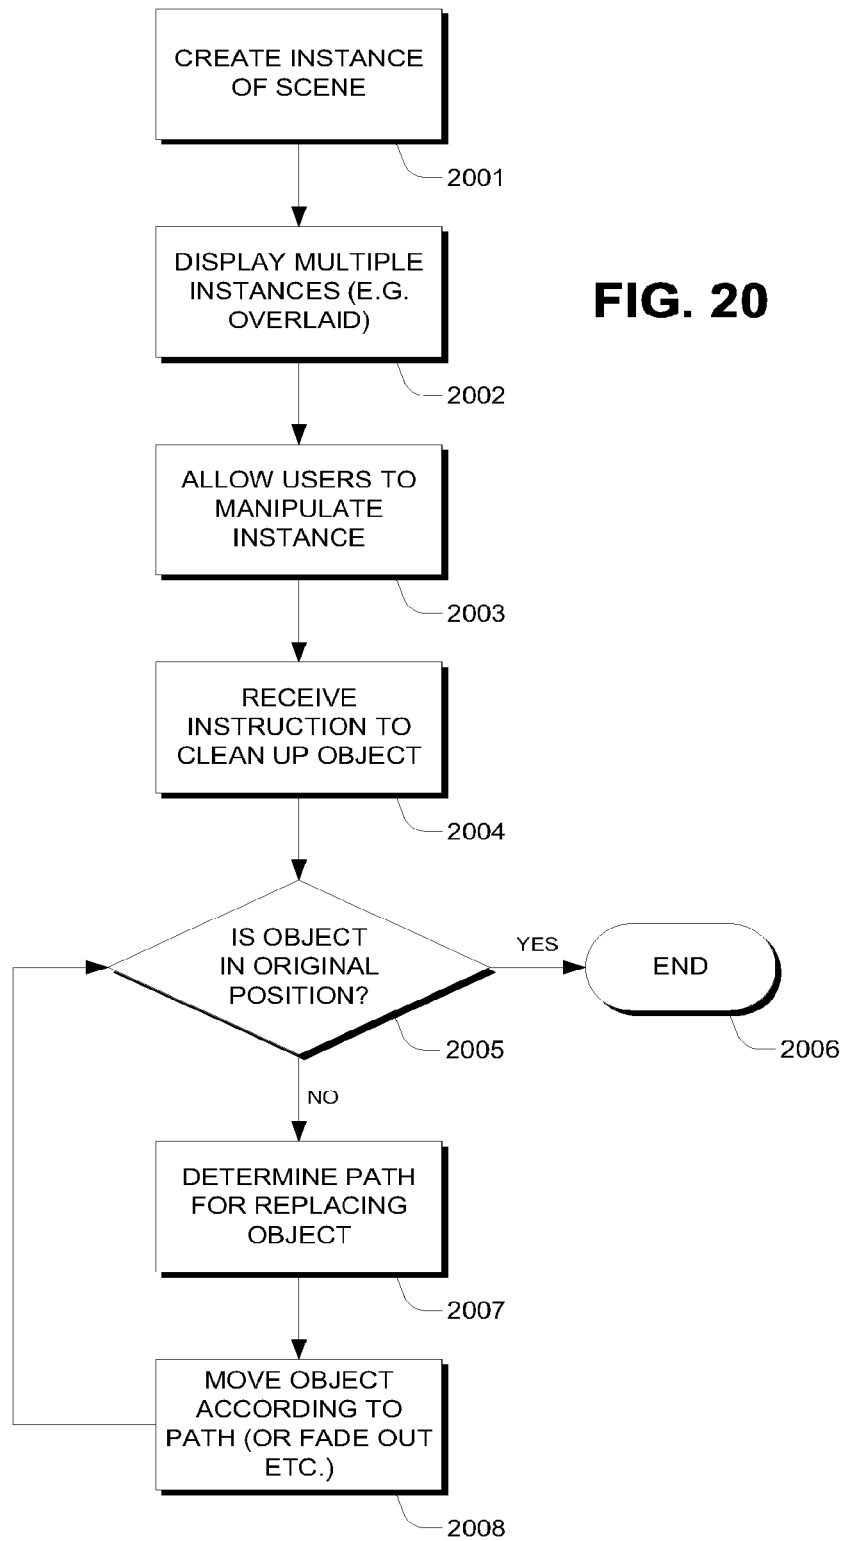 CREATE INSTANCE
OF SCENE
2001
DISPLAY MULTIPLE
INSTANCES (E.G.
OVERLAID)
FIG. 20
2002
ALLOW USERS TO
MANIPULATE
INSTANCE
2003
RECEIVE
INSTRUCTION TO
CLEAN UP OBJECT
2004
IS OBJECT
IN ORIGINAL
POSITION?
YES
END
2005
2006
NO
DETERMINE PATH
FOR REPLACING
OBJECT
2007
MOVE OBJECT
ACCORDING TO
PATH (OR FADE OUT
ETC.)
2008